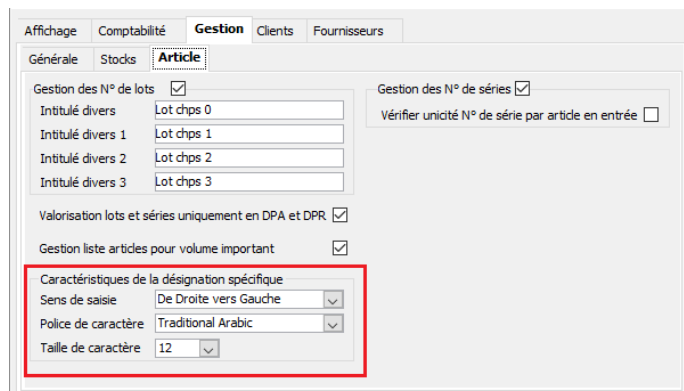 Affichage Comptabilité Gestion Clients Fournisseurs
Générale Stocks Article
Gestion des N° de lots
Intitulé divers Lot chps 0
Intitulé divers 1 Lot chps 1
Intitulé divers 2 Lot chps 2
Intitulé divers 3 Lot chps 3
Gestion des N° de séries
Vérifier unicité N° de série par article en entrée
Valorisation lots et séries uniquement en DPA et DPR
Gestion liste articles pour volume important
Caractéristiques de la désignation spécifique
Sens de saisie De Droite vers Gauche
Police de caractère Traditional Arabic
Taille de caractère 12